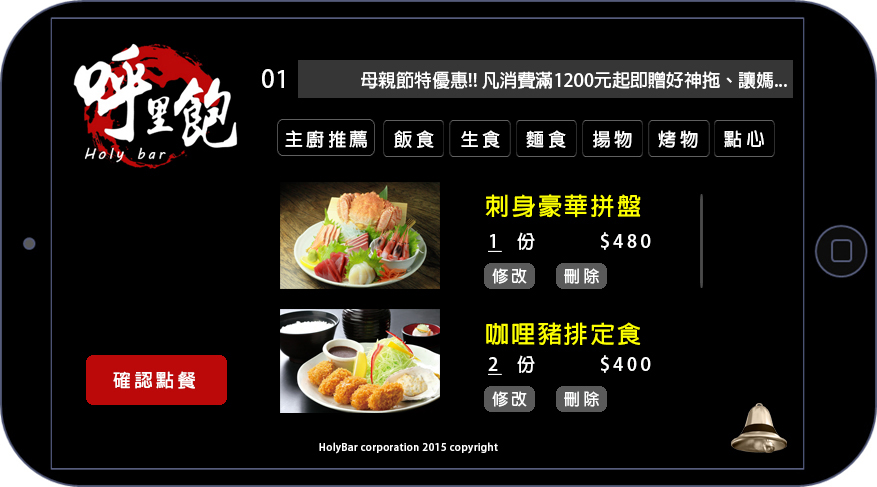 呼里飽
Holy bar
01 母親節特優惠!! 凡消費滿1200元起即贈好神拖、讓媽...
主廚推薦 飯食 生食 麵食 揚物 烤物 點心
刺身豪華拼盤
1 份 $480
修改 刪除
咖哩豬排定食
2 份 $400
修改 刪除
確認點餐
HolyBar corporation 2015 copyright